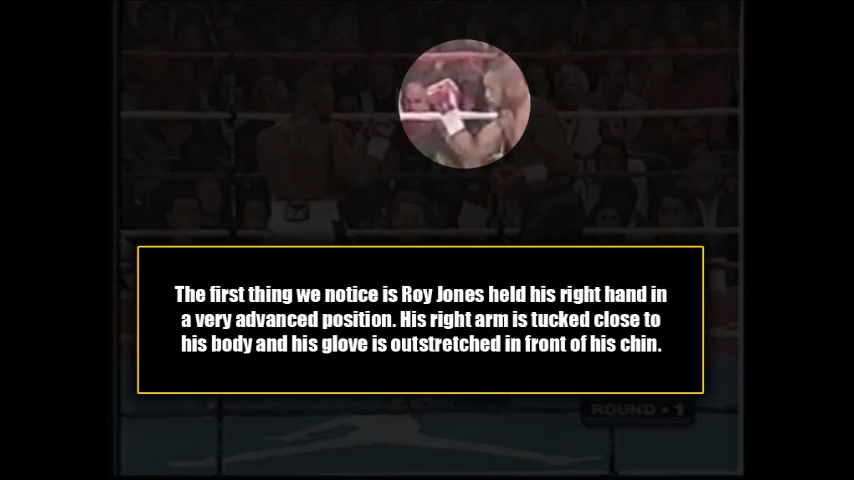 The first thing we notice is Roy Jones held his right hand in
a very advanced position. His right arm is tucked close to
his body and his glove is outstretched in front of his chin.
ROUND • 1